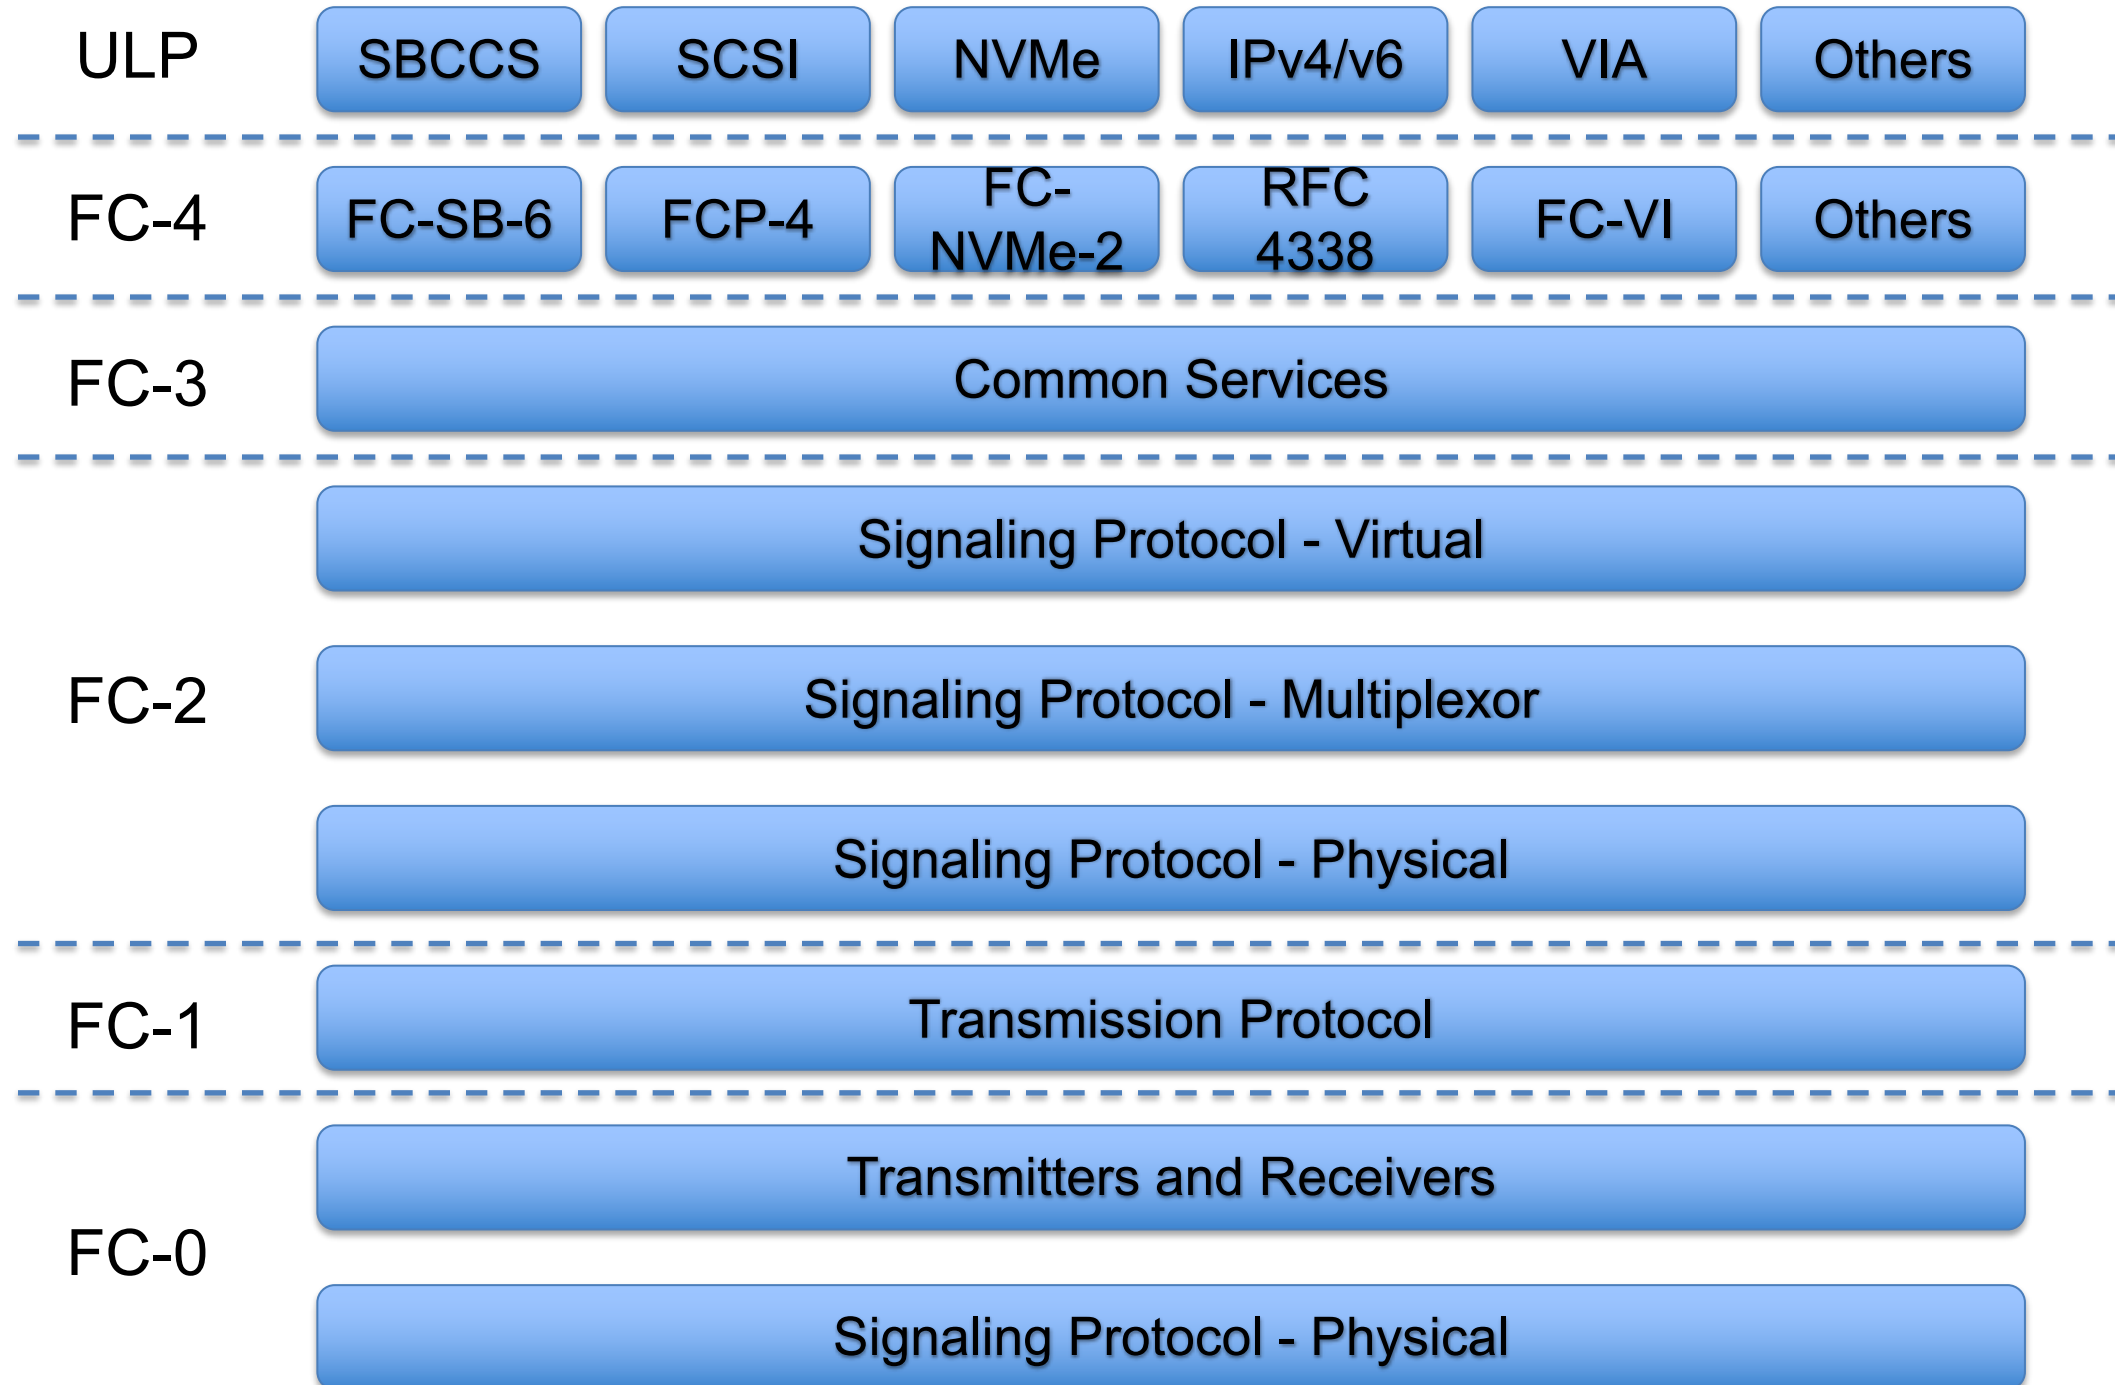 ULP SBCCS SCSI NVMe IPv4/v6 VIA Others
FC-4 FC-SB-6 FCP-4 FC-
NVMe-2 RFC
4338 FC-VI Others
FC-3 Common Services
Signaling Protocol - Virtual
FC-2 Signaling Protocol - Multiplexor
Signaling Protocol - Physical
FC-1 Transmission Protocol
Transmitters and Receivers
FC-0
Signaling Protocol - Physical